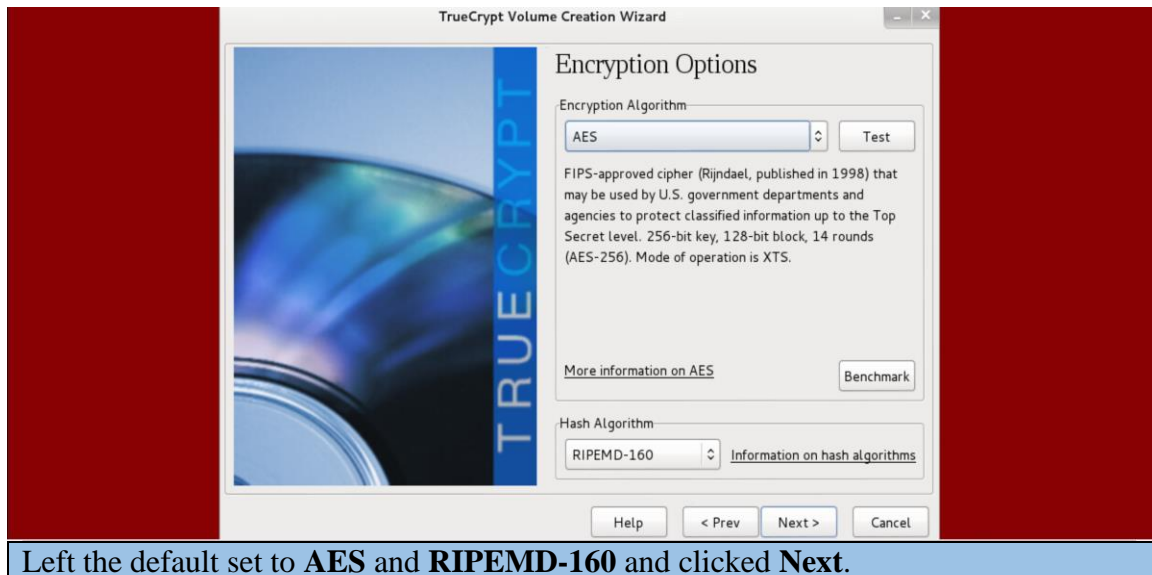 TrueCrypt Volume Creation Wizard
TRUECRYPT
Encryption Options
Encryption Algorithm
AES
Test
FIPS-approved cipher (Rijndael, published in 1998) that
may be used by U.S. government departments and
agencies to protect classified information up to the Top
Secret level. 256-bit key, 128-bit block, 14 rounds
(AES-256). Mode of operation is XTS.
More information on AES
Benchmark
Hash Algorithm
RIPEMD-160
Information on hash algorithms
Help
< Prev
Next >
Cancel
Left the default set to AES and RIPEMD-160 and clicked Next.